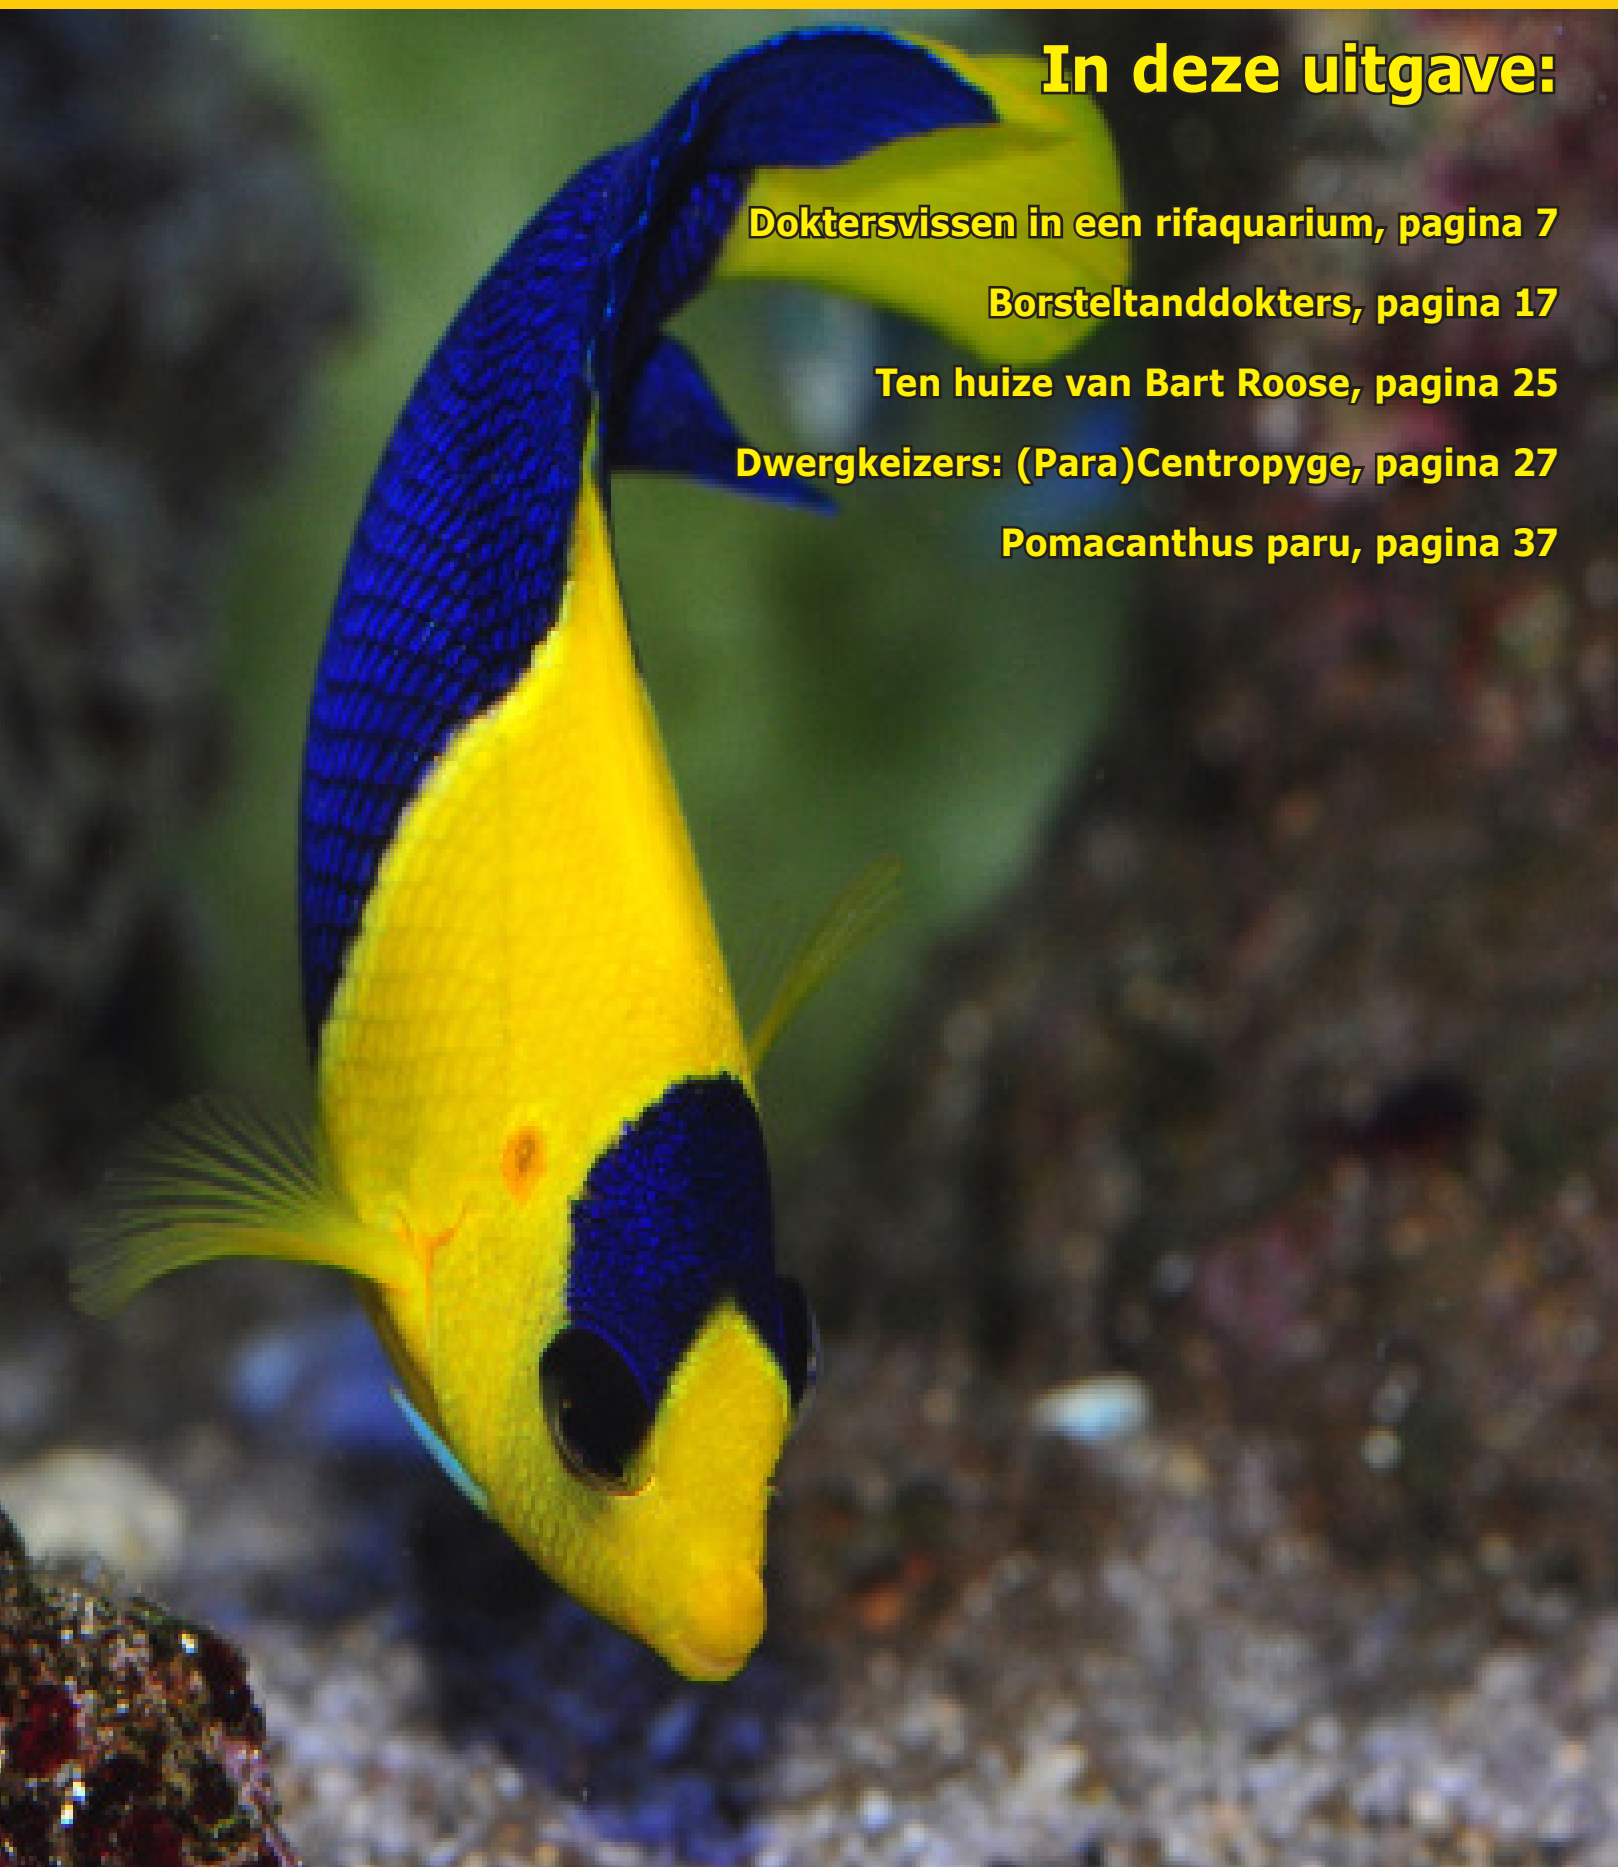 In deze uitgave:
Doktersvissen in een rifaquarium, pagina 7
Borsteltanddokters, pagina 17
Ten huize van Bart Roose, pagina 25
Dwergkeizers: (Para)Centropyge, pagina 27
Pomacanthus paru, pagina 37